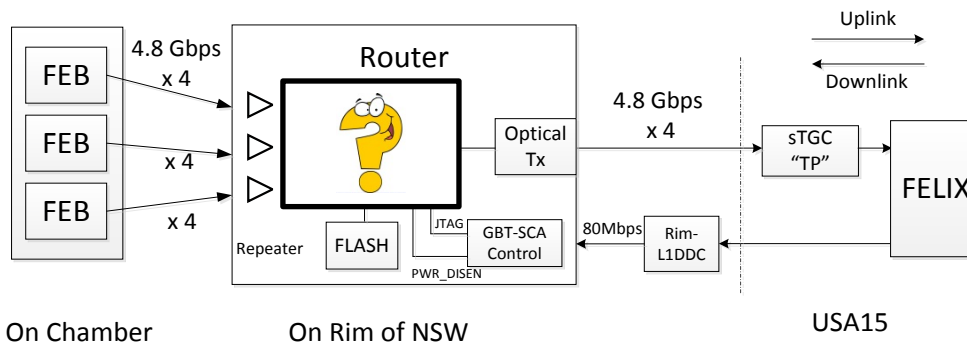 Uplink
Downlink
Router
4.8 Gbps
x 4
FEB
FEB
FEB
x 4
x 4
4.8 Gbps
x 4
Optical
Tx
sTGC
“TP”
FELIX
Repeater
FLASH
JTAG
GBT-SCA
Control
PWR_DISEN
80Mbps
Rim-
L1DDC
On Chamber
On Rim of NSW
USA15
?